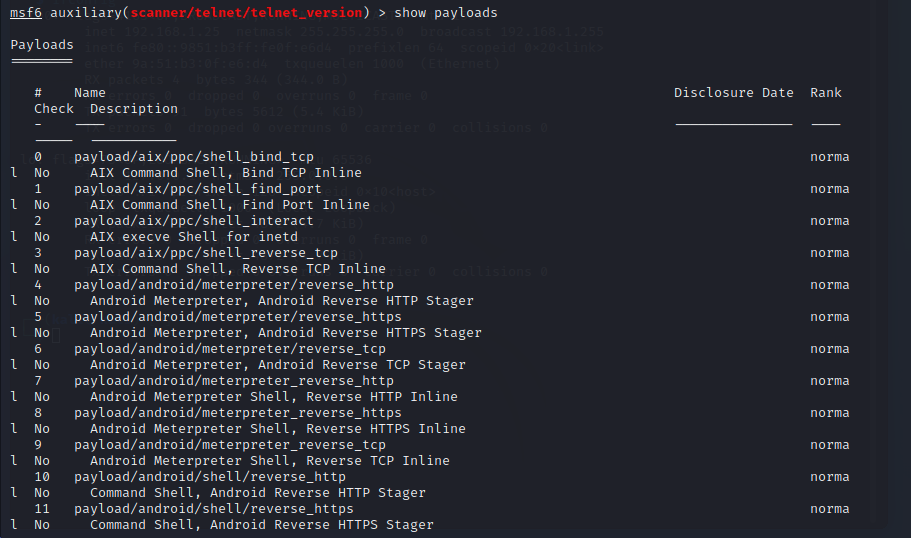 msf6 auxiliary(scanner/telnet/telnet_version) > show payloads
Payloads
========
#    Name    Disclosure Date  Rank
Check  Description
-    ----    ---------------  ----
-----  -----------
0    payload/aix/ppc/shell_bind_tcp    norma
l  No     AIX Command Shell, Bind TCP Inline
1    payload/aix/ppc/shell_find_port    norma
l  No     AIX Command Shell, Find Port Inline
2    payload/aix/ppc/shell_interact    norma
l  No     AIX execve Shell for inetd
3    payload/aix/ppc/shell_reverse_tcp    norma
l  No     AIX Command Shell, Reverse TCP Inline
4    payload/android/meterpreter/reverse_http    norma
l  No     Android Meterpreter, Android Reverse HTTP Stager
5    payload/android/meterpreter/reverse_https    norma
l  No     Android Meterpreter, Android Reverse HTTPS Stager
6    payload/android/meterpreter/reverse_tcp    norma
l  No     Android Meterpreter, Android Reverse TCP Stager
7    payload/android/meterpreter_reverse_http    norma
l  No     Android Meterpreter Shell, Reverse HTTP Inline
8    payload/android/meterpreter_reverse_https    norma
l  No     Android Meterpreter Shell, Reverse HTTPS Inline
9    payload/android/meterpreter_reverse_tcp    norma
l  No     Android Meterpreter Shell, Reverse TCP Inline
10   payload/android/shell/reverse_http    norma
l  No     Command Shell, Android Reverse HTTP Stager
11   payload/android/shell/reverse_https    norma
l  No     Command Shell, Android Reverse HTTPS Stager